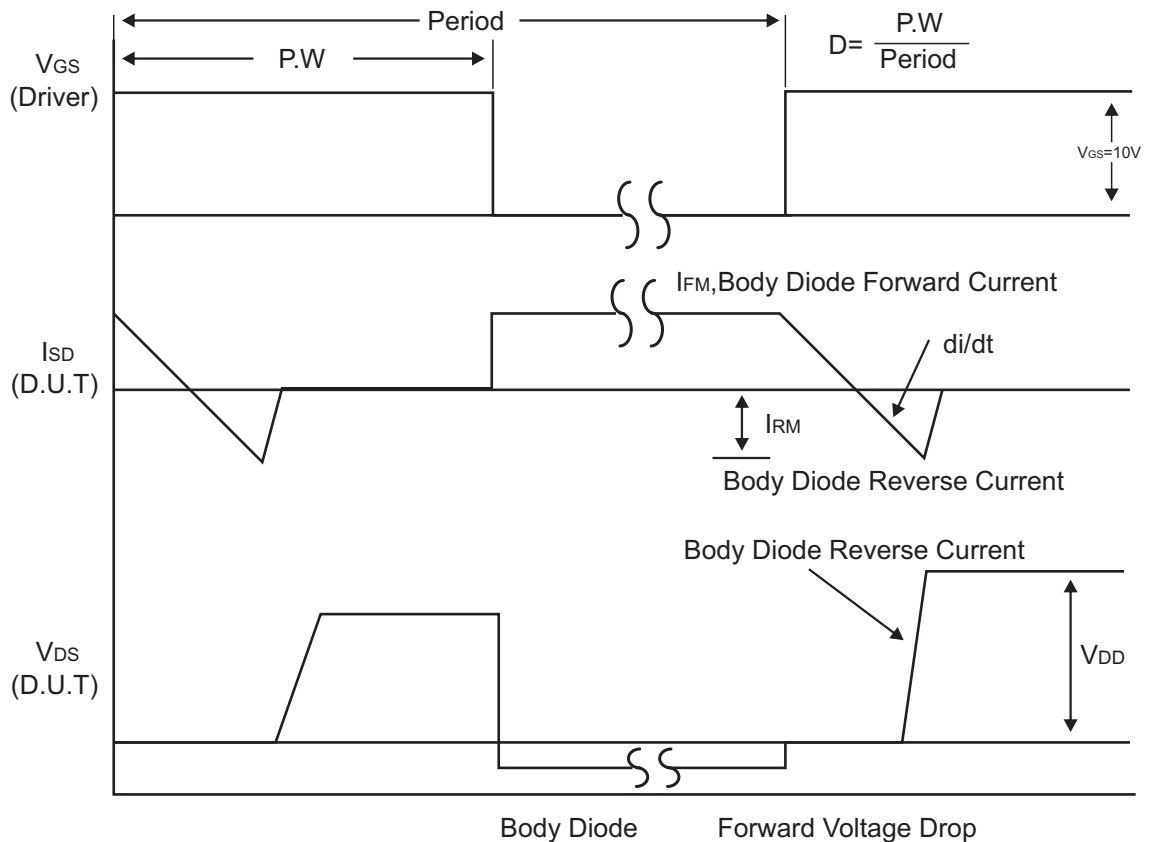 Period
P.W
D= P.W
Period
VGS
(Driver)
VGS=10V
IFM,Body Diode Forward Current
ISD
(D.U.T)
di/dt
IRM
Body Diode Reverse Current
Body Diode Reverse Current
VDS
(D.U.T)
VDD
Body Diode Forward Voltage Drop